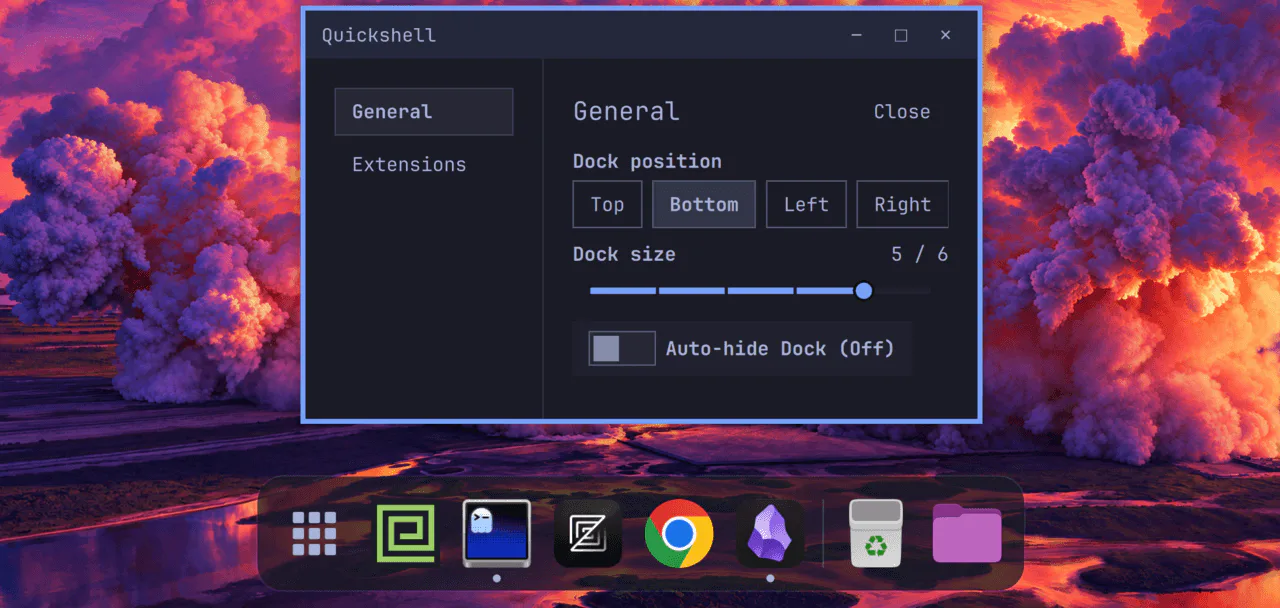 Quickshell
General
Extensions
General
Close
Dock position
Top
Bottom
Left
Right
Dock size
5 / 6
Auto-hide Dock (Off)